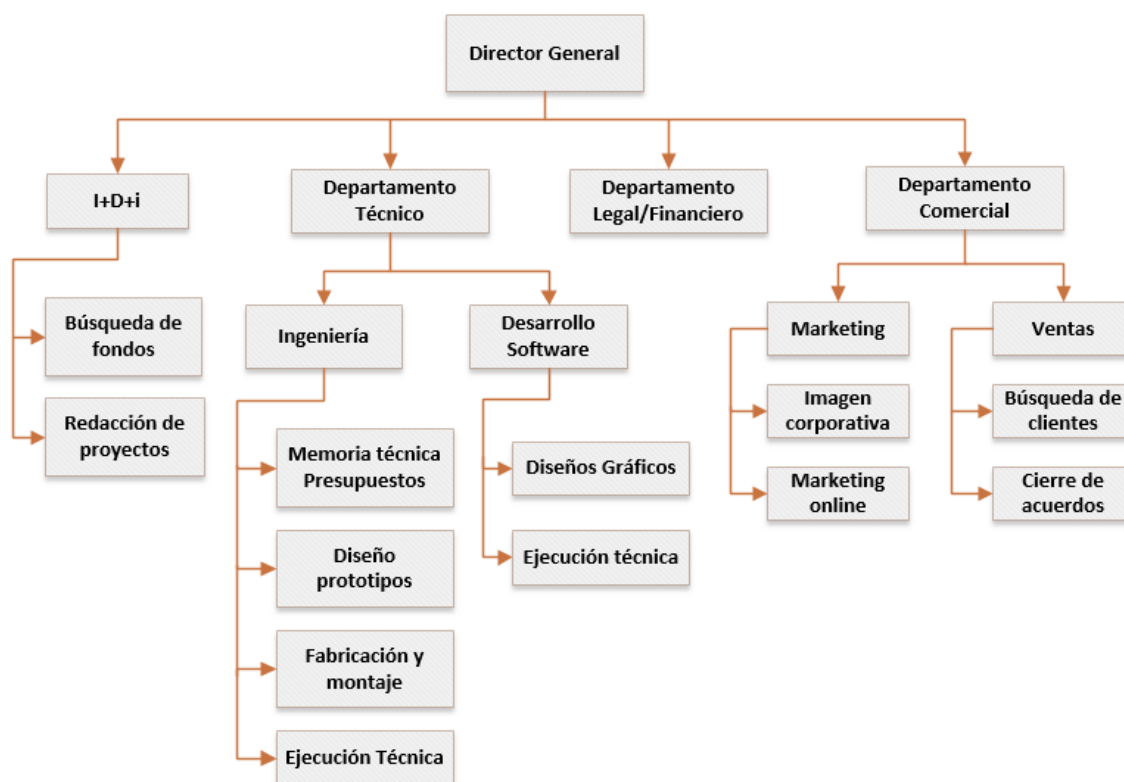 Director General
I+D+i
Departamento
Técnico
Departamento
Legal/Financiero
Departamento
Comercial
Búsqueda de
fondos
Redacción de
proyectos
Ingeniería
Desarrollo
Software
Memoria técnica
Presupuestos
Diseño
prototipos
Fabricación y
montaje
Ejecución Técnica
Diseños Gráficos
Ejecución técnica
Marketing
Ventas
Imagen
corporativa
Marketing
online
Búsqueda de
clientes
Cierre de
acuerdos